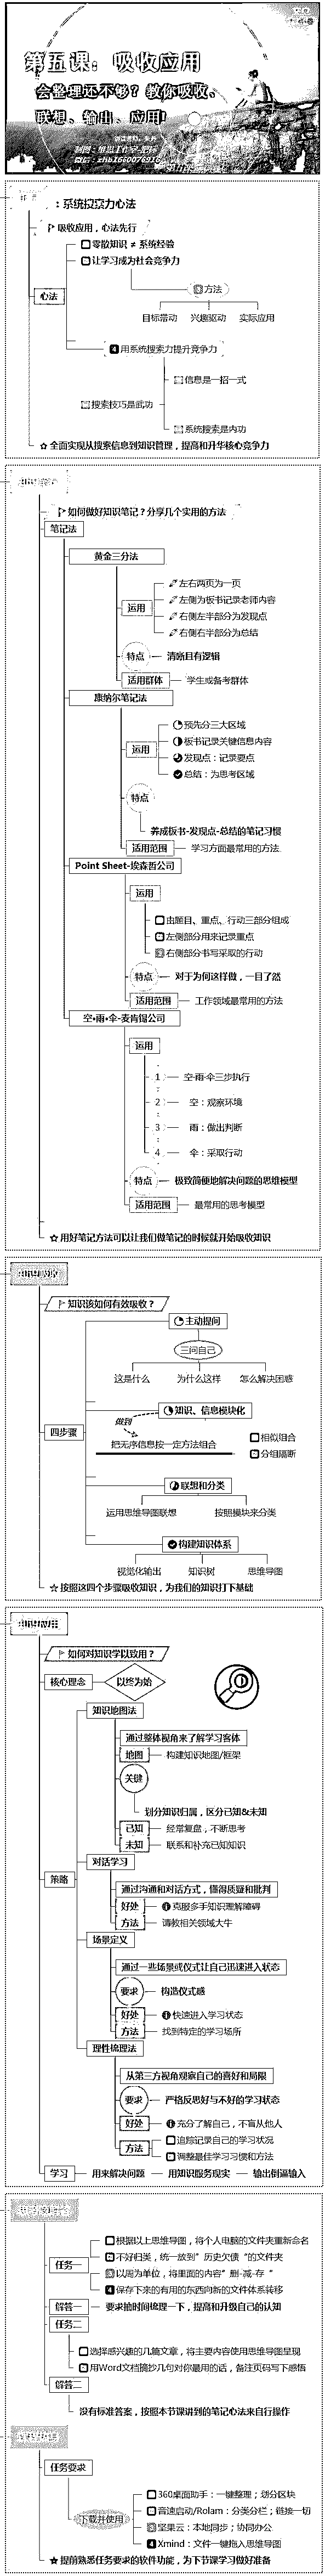 第五课：吸收应用
会整理还不够？教你吸收、
联想、输出、应用！
：系统搜索力心法
吸收应用，心法先行
心法
零散知识 ≠ 系统经验
让学习成为社会竞争力
方法
目标带动
兴趣驱动
实际应用
4 用系统搜索力提升竞争力
信息是一招一式
搜索技巧是武功
系统搜索是内功
全面实现从搜索信息到知识管理，提高和升华核心竞争力
如何做好知识笔记？分享几个实用的方法
笔记法
黄金三分法
运用
左右两页为一页
左侧为板书记录老师内容
右侧左半部分为发现点
右侧右半部分为总结
特点
清晰且有逻辑
适用群体
学生或备考群体
康纳尔笔记法
运用
预先分三大区域
板书记录关键信息内容
发现点：记录要点
总结：为思考区域
特点
养成板书-发现点-总结的笔记习惯
适用范围
学习方面最常用的方法
Point Sheet-埃森哲公司
运用
由题目、重点、行动三部分组成
左侧部分用来记录重点
右侧部分书写采取的行动
特点
对于为何这样做，一目了然
适用范围
工作领域最常用的方法
空•雨•伞-麦肯锡公司
运用
1 空-雨-伞三步执行
2 空：观察环境
3 雨：做出判断
4 伞：采取行动
特点
极致简便地解决问题的思维模型
适用范围
最常用的思考模型
用好笔记方法可以让我们做笔记的时候就开始吸收知识
知识吸收
知识该如何有效吸收？
四步骤
主动提问
三问自己
这是什么
为什么这样
怎么解决困惑
知识、信息模块化
做到
把无序信息按一定方法组合
相似组合
分组隔断
联想和分类
运用思维导图联想
按照模块来分类
构建知识体系
视觉化输出
知识树
思维导图
按照这四个步骤吸收知识，为我们的知识打下基础
知识应用
如何对知识学以致用？
核心理念
以终为始
策略
知识地图法
通过整体视角来了解学习客体
地图
构建知识地图/框架
关键
划分知识归属，区分已知&未知
已知
经常复盘，不断思考
未知
联系和补充已知知识
对话学习
通过沟通和对话方式，懂得质疑和批判
好处
克服多手知识理解障碍
方法
请教相关领域大牛
场景定义
通过一些场景或仪式让自己迅速进入状态
要求
构造仪式感
好处
快速进入学习状态
方法
找到特定的学习场所
理性梳理法
从第三方视角观察自己的喜好和局限
要求
严格反思好与不好的学习状态
好处
充分了解自己，不盲从他人
方法
追踪记录自己的学习状况
调整最佳学习习惯和方法
学习
用来解决问题
用知识服务现实
输出倒逼输入
任务一
根据以上思维导图，将个人电脑的文件夹重新命名
不好归类，统一放到“历史欠债“的文件夹
以周为单位，将里面的内容“删-减-存“
4 保存下来的有用的东西向新的文件体系转移
解答一
要求抽时间梳理一下，提高和升级自己的认知
任务二
选择感兴趣的几篇文章，将主要内容使用思维导图呈现
用Word文档摘抄几句对你最用的话，备注页码写下感悟
解答二
没有标准答案，按照本节课讲到的笔记心法来自行操作
任务要求
下载并使用
360桌面助手：一键整理；划分区块
音速启动/Rolam：分类分栏；链接一切
坚果云：本地同步；协同办公
4 Xmind：文件一键拖入思维导图
提前熟悉任务要求的软件功能，为下节课学习做好准备